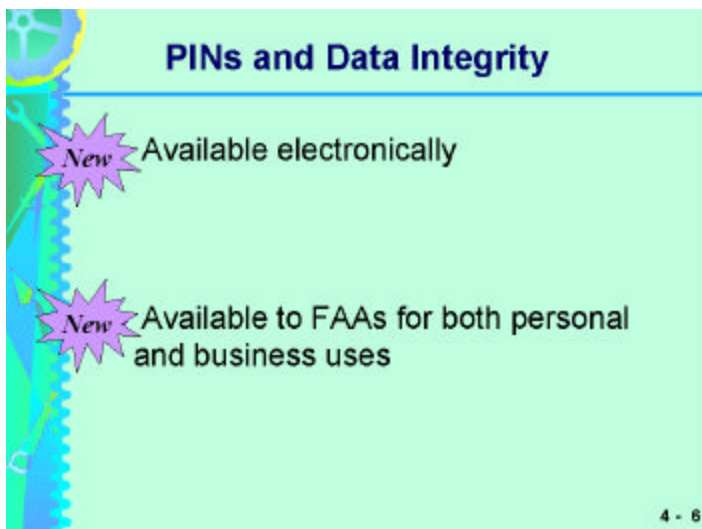 PINs and Data Integrity
New Available electronically
New Available to FAAs for both personal
and business uses
4 - 6